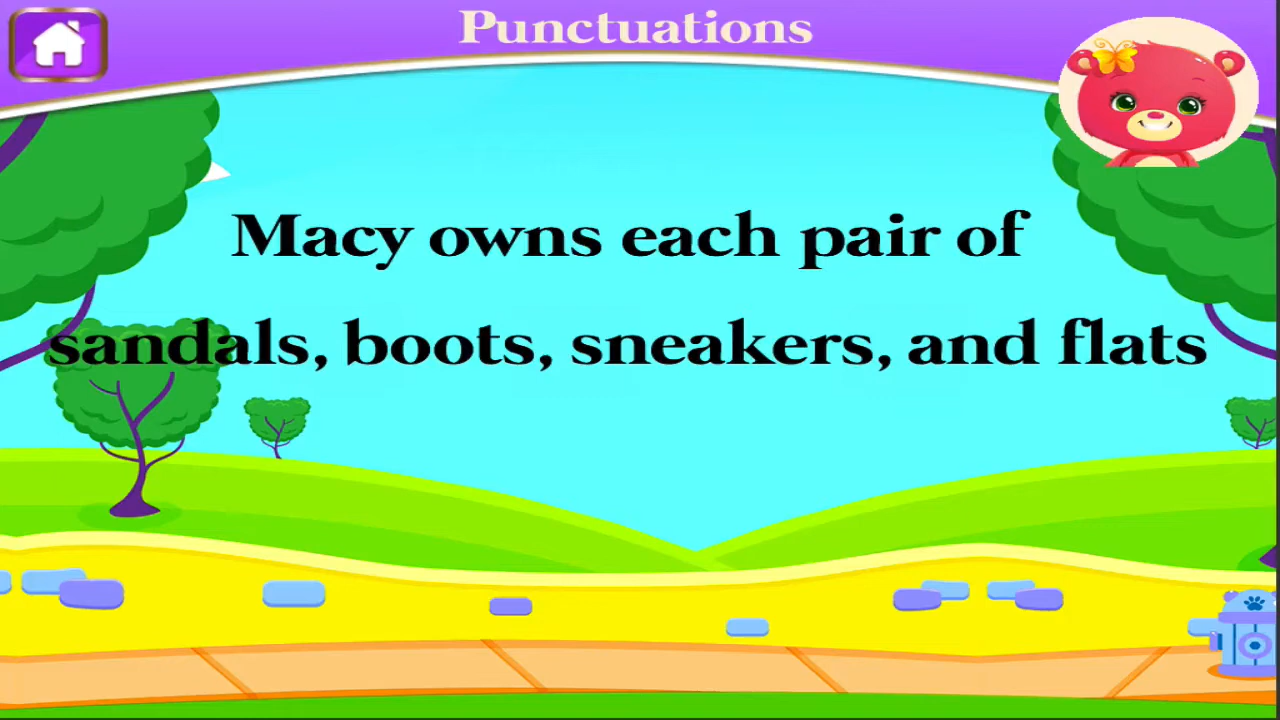 Punctuations
Macy owns each pair of
sandals, boots, sneakers, and flats